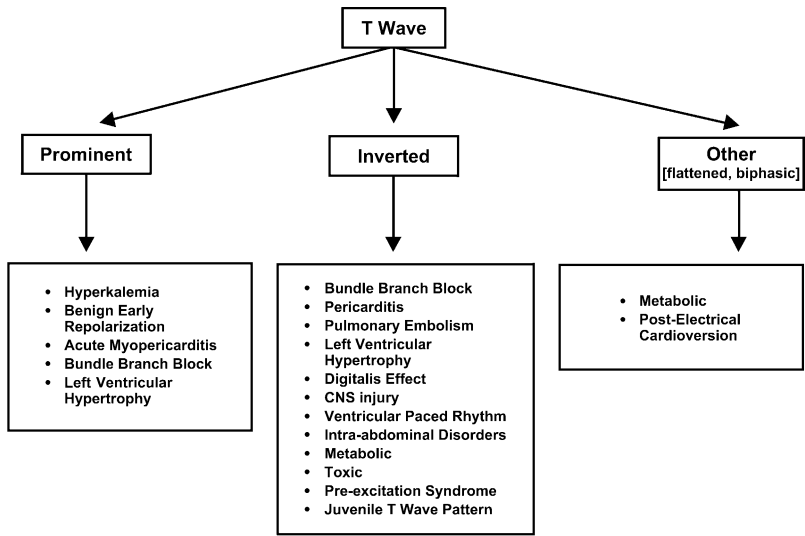 T Wave
Prominent
Inverted
Other
[flattened, biphasic]
• Hyperkalemia
• Benign Early
Repolarization
• Acute Myopericarditis
• Bundle Branch Block
• Left Ventricular
Hypertrophy
• Bundle Branch Block
• Pericarditis
• Pulmonary Embolism
• Left Ventricular
Hypertrophy
• Digitalis Effect
• CNS injury
• Ventricular Paced Rhythm
• Intra-abdominal Disorders
• Metabolic
• Toxic
• Pre-excitation Syndrome
• Juvenile T Wave Pattern
• Metabolic
• Post-Electrical
Cardioversion